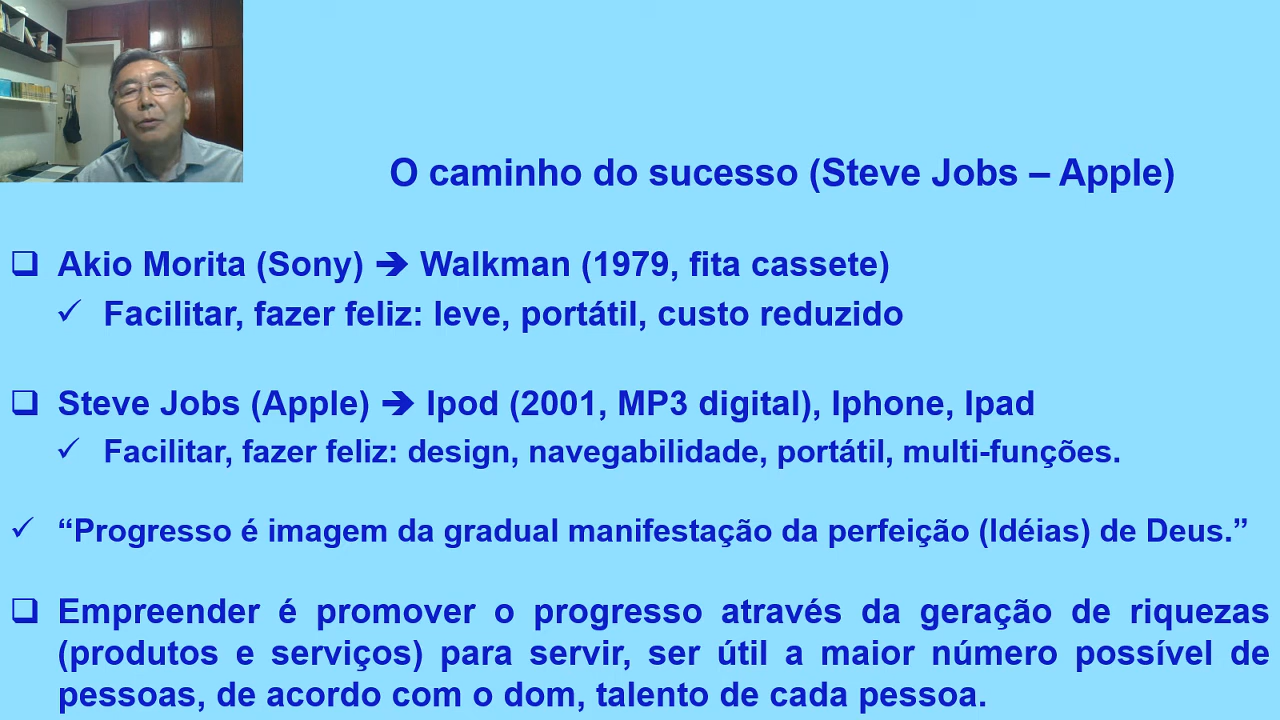 O caminho do sucesso (Steve Jobs – Apple)
❑ Akio Morita (Sony) ➔ Walkman (1979, fita cassete)
✓ Facilitar, fazer feliz: leve, portátil, custo reduzido
❑ Steve Jobs (Apple) ➔ Ipod (2001, MP3 digital), Iphone, Ipad
✓ Facilitar, fazer feliz: design, navegabilidade, portátil, multi-funções.
✓ “Progresso é imagem da gradual manifestação da perfeição (Idéias) de Deus.”
❑ Empreender é promover o progresso através da geração de riquezas
(produtos e serviços) para servir, ser útil a maior número possível de
pessoas, de acordo com o dom, talento de cada pessoa.